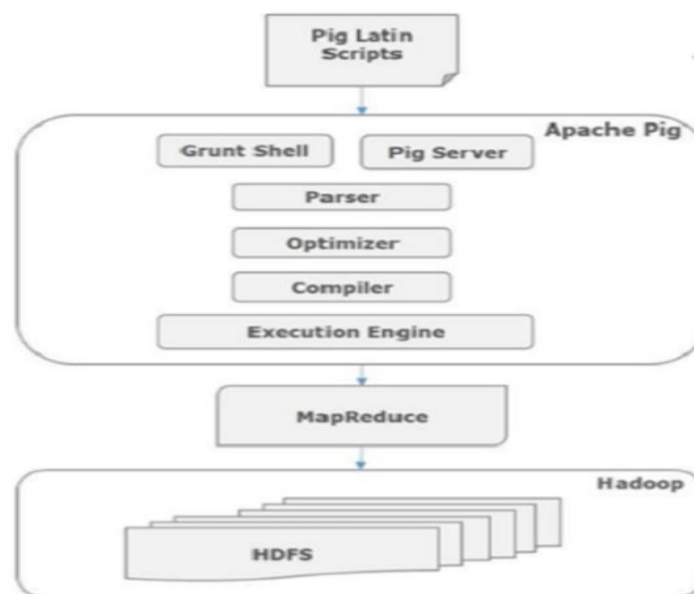 Pig Latin
Scripts
Apache Pig
Grunt Shell
Pig Server
Parser
Optimizer
Compiler
Execution Engine
MapReduce
Hadoop
HDFS